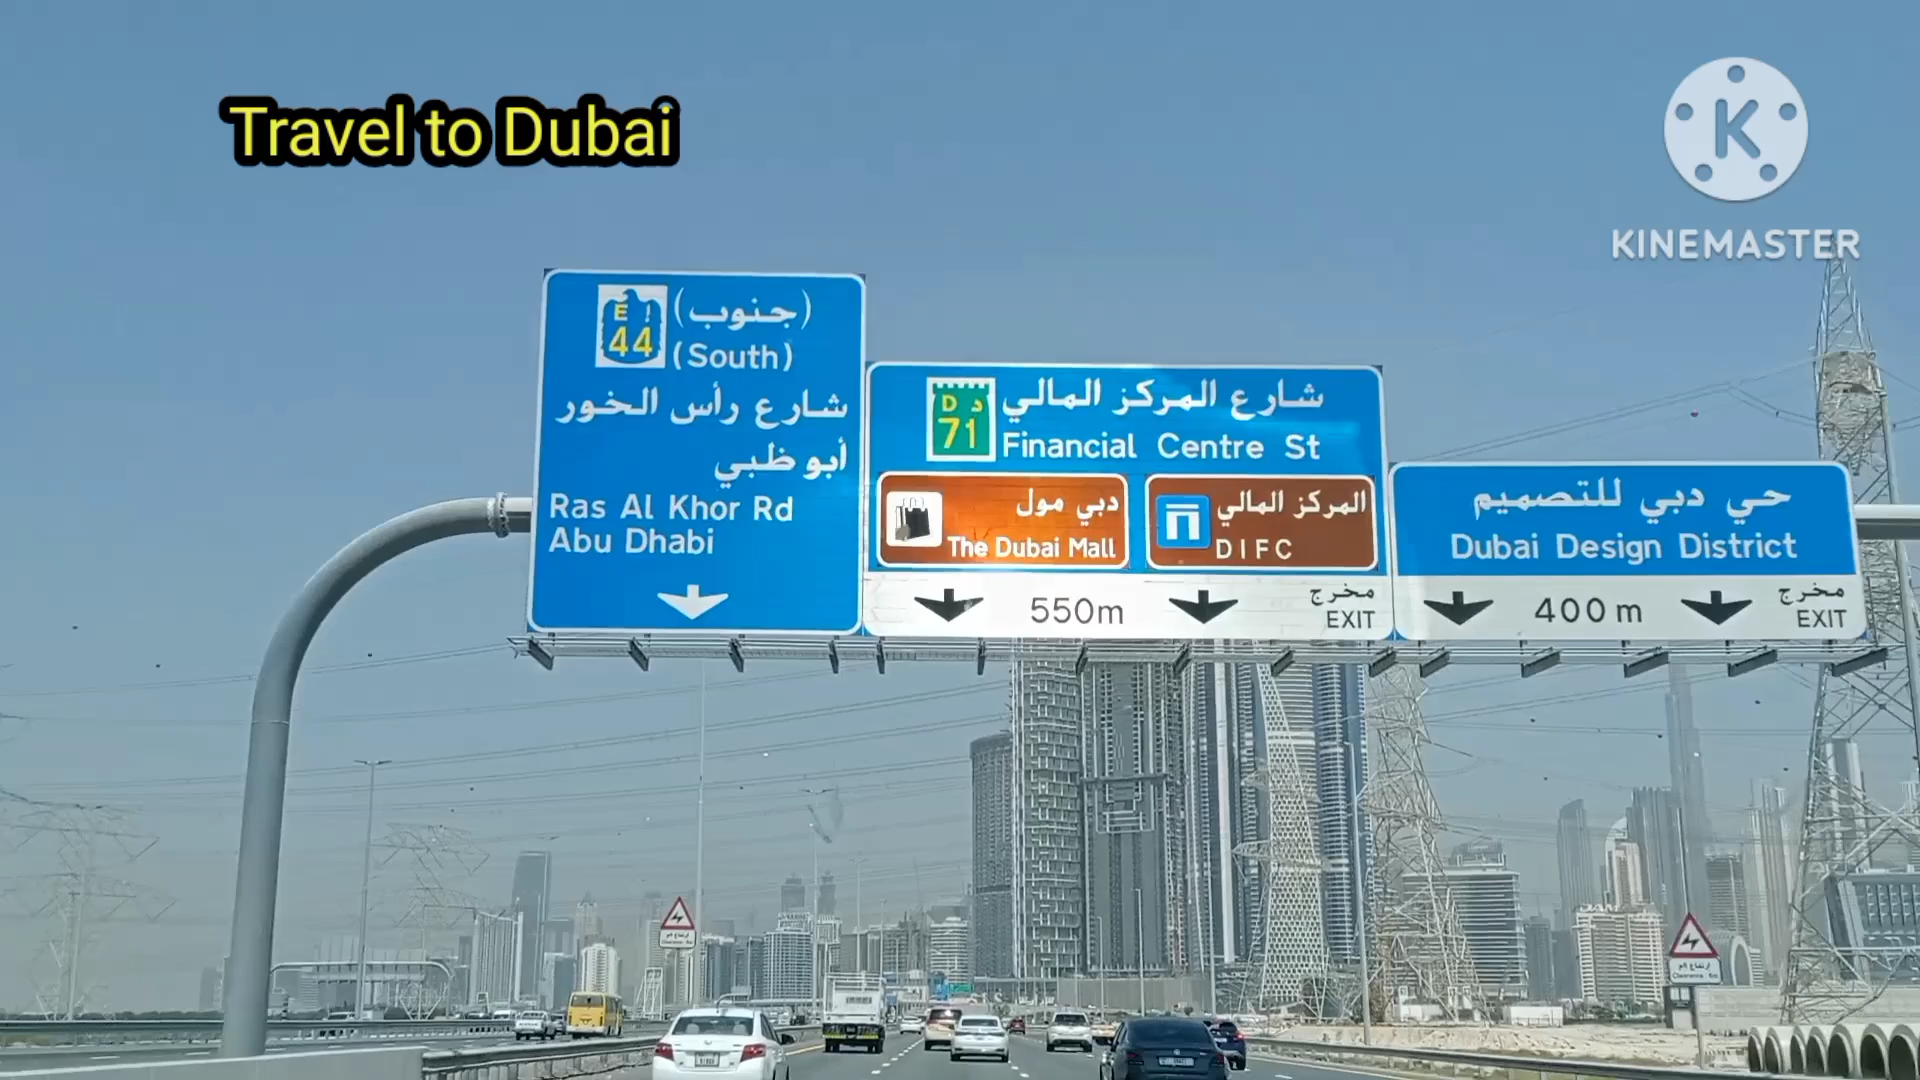 Travel to Dubai
K
KINEMASTER
E إ
44
(جنوب)
(South)
شارع رأس الخور
أبو ظبي
Ras Al Khor Rd
Abu Dhabi
D د
71
شارع المركز المالي
Financial Centre St
دبي مول
The Dubai Mall
المركز المالي
DIFC
550m
مخرج
EXIT
حي دبي للتصميم
Dubai Design District
400m
مخرج
EXIT